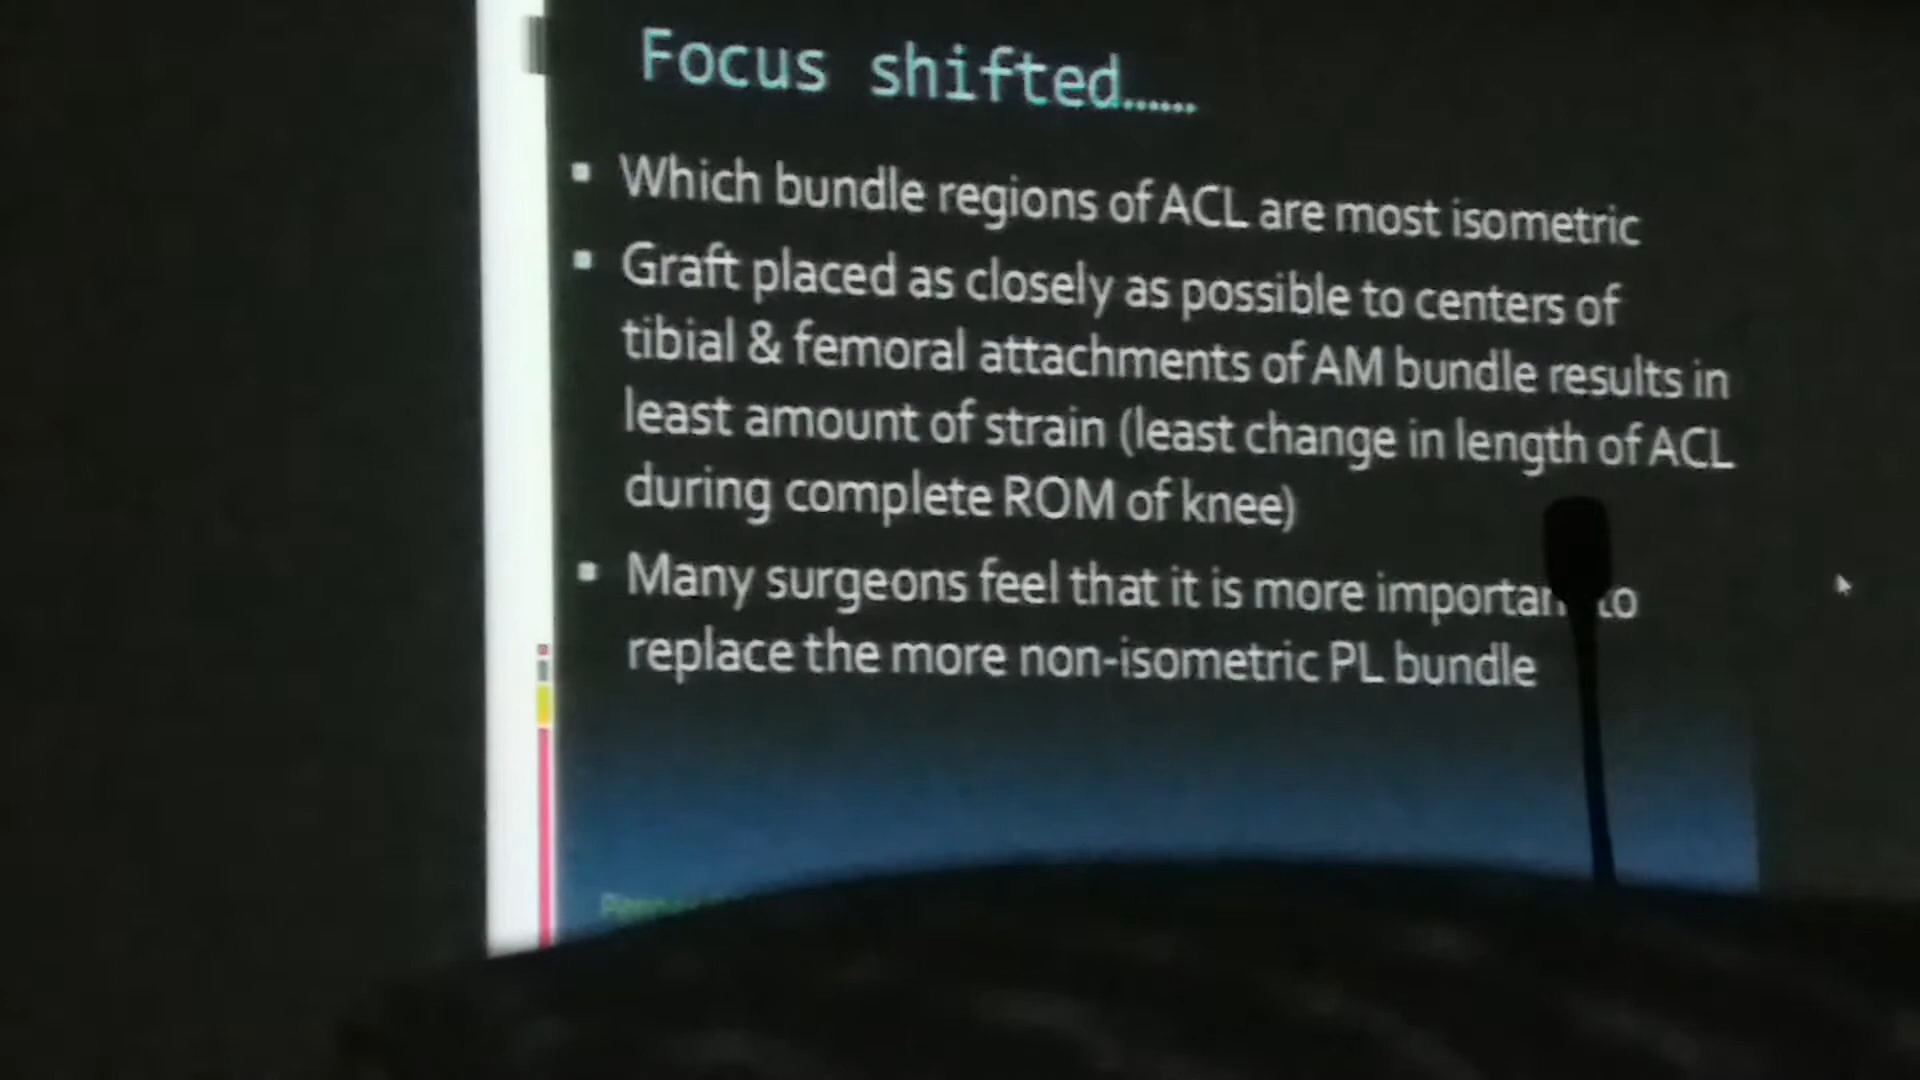 Focus shifted......
▪ Which bundle regions of ACL are most isometric
▪ Graft placed as closely as possible to centers of
tibial & femoral attachments of AM bundle results in
least amount of strain (least change in length of ACL
during complete ROM of knee)
▪ Many surgeons feel that it is more important to
replace the more non-isometric PL bundle